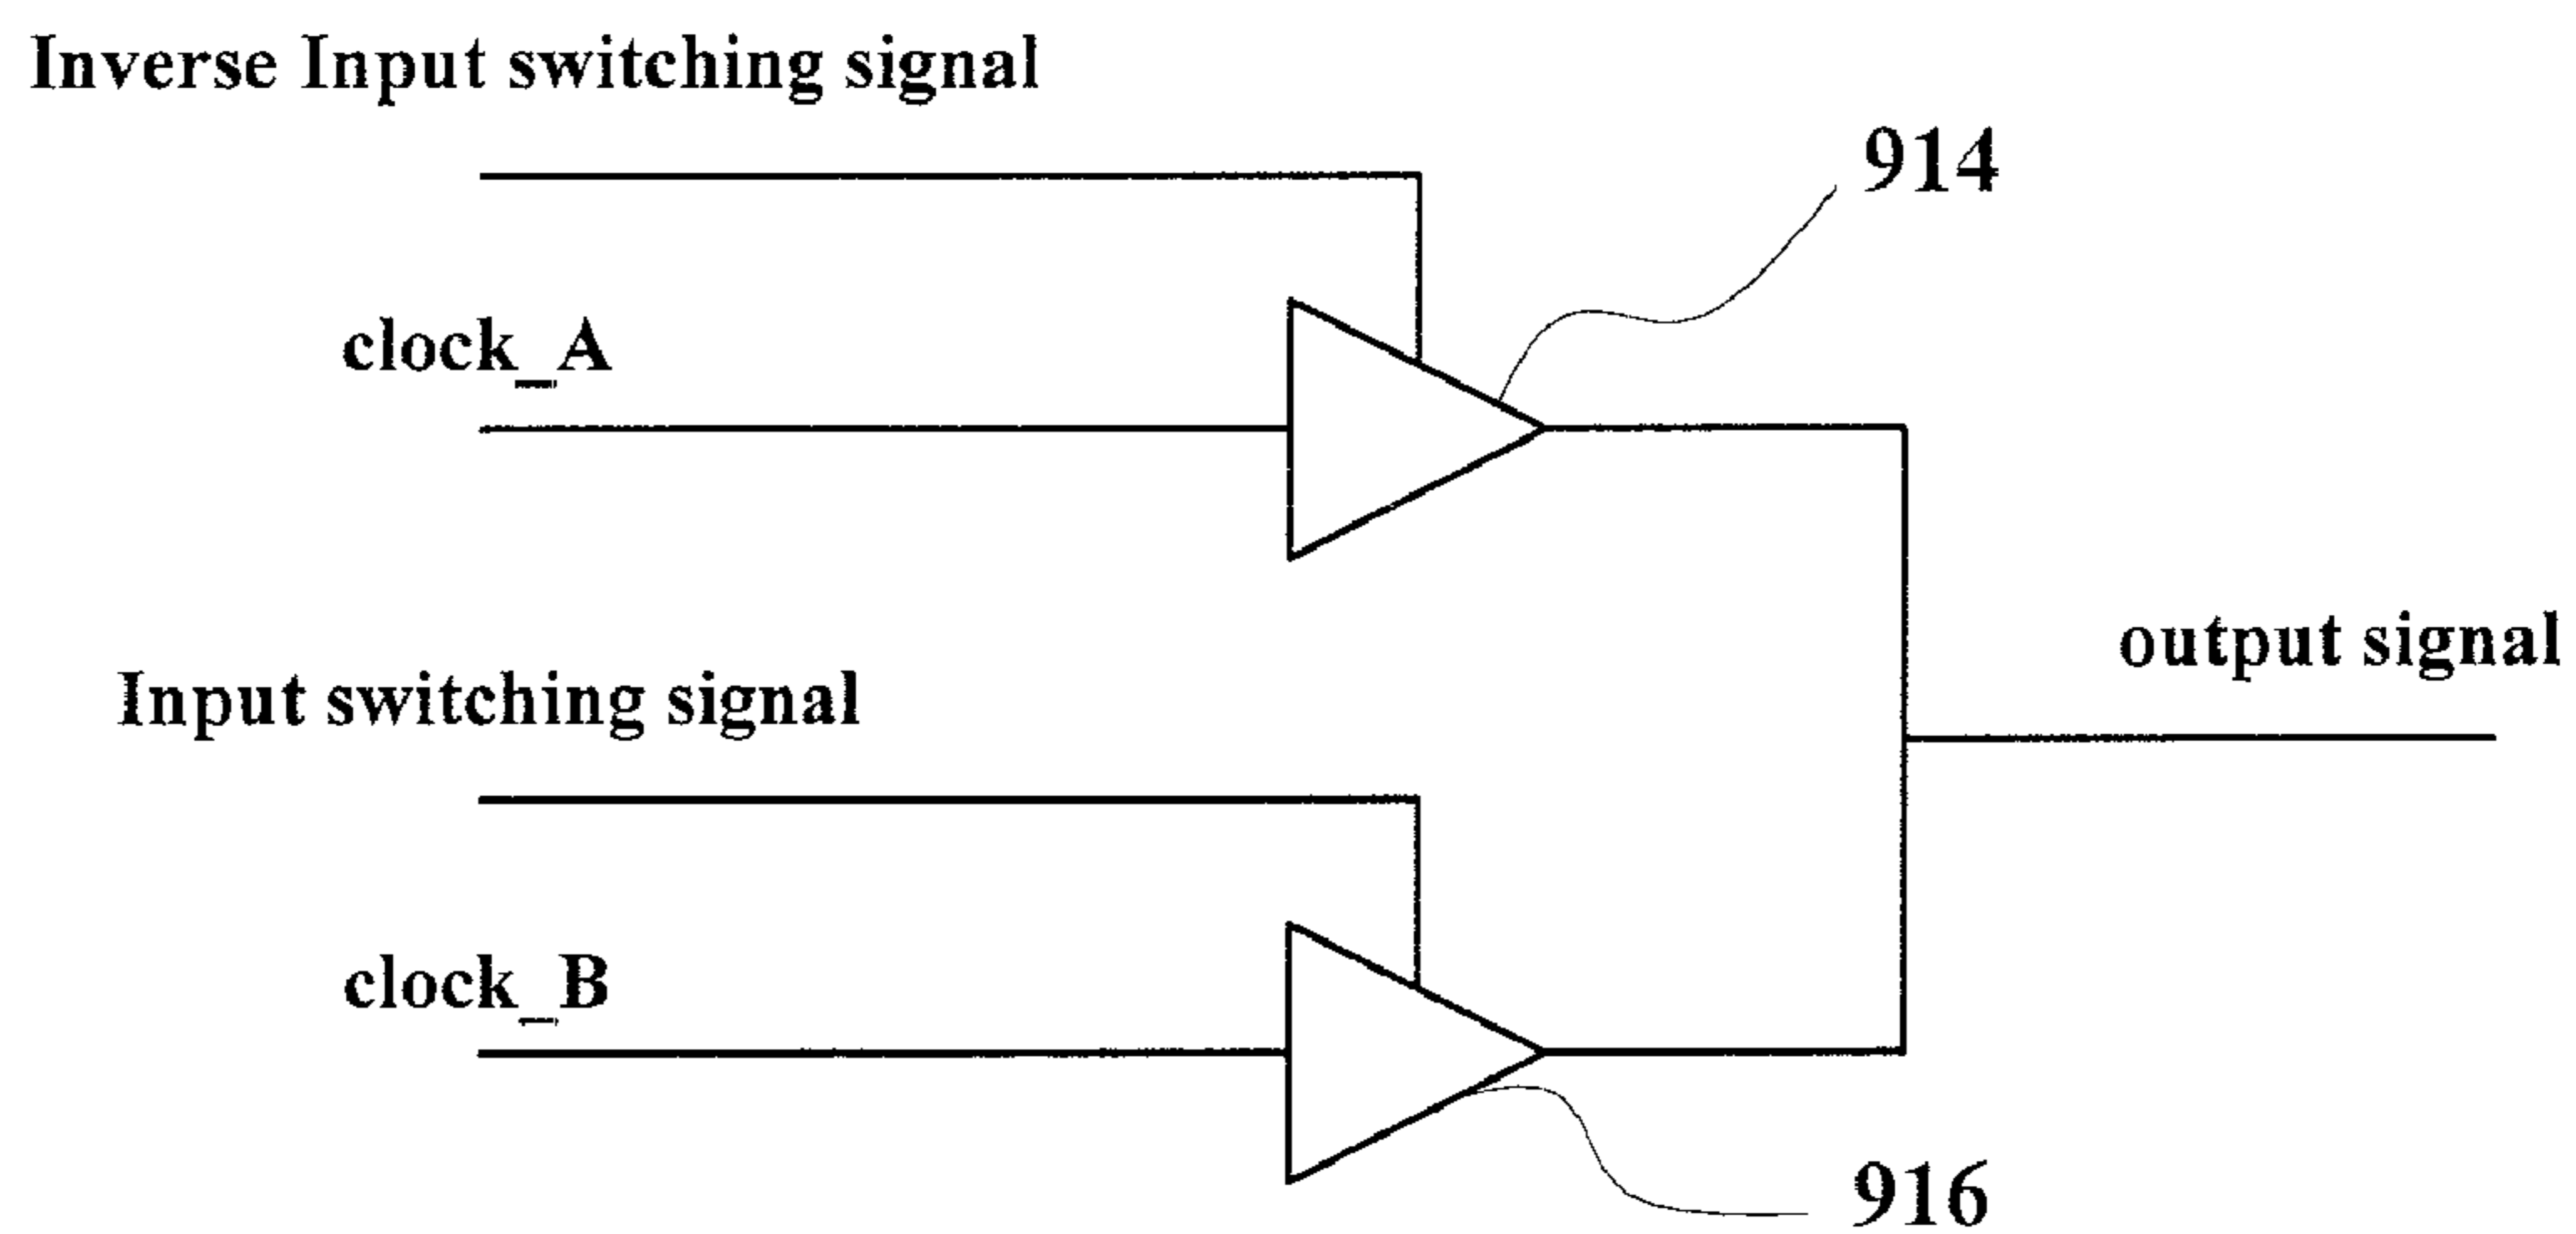 Inverse Input switching signal
914
clock_A
output signal
Input switching signal
clock_B
916